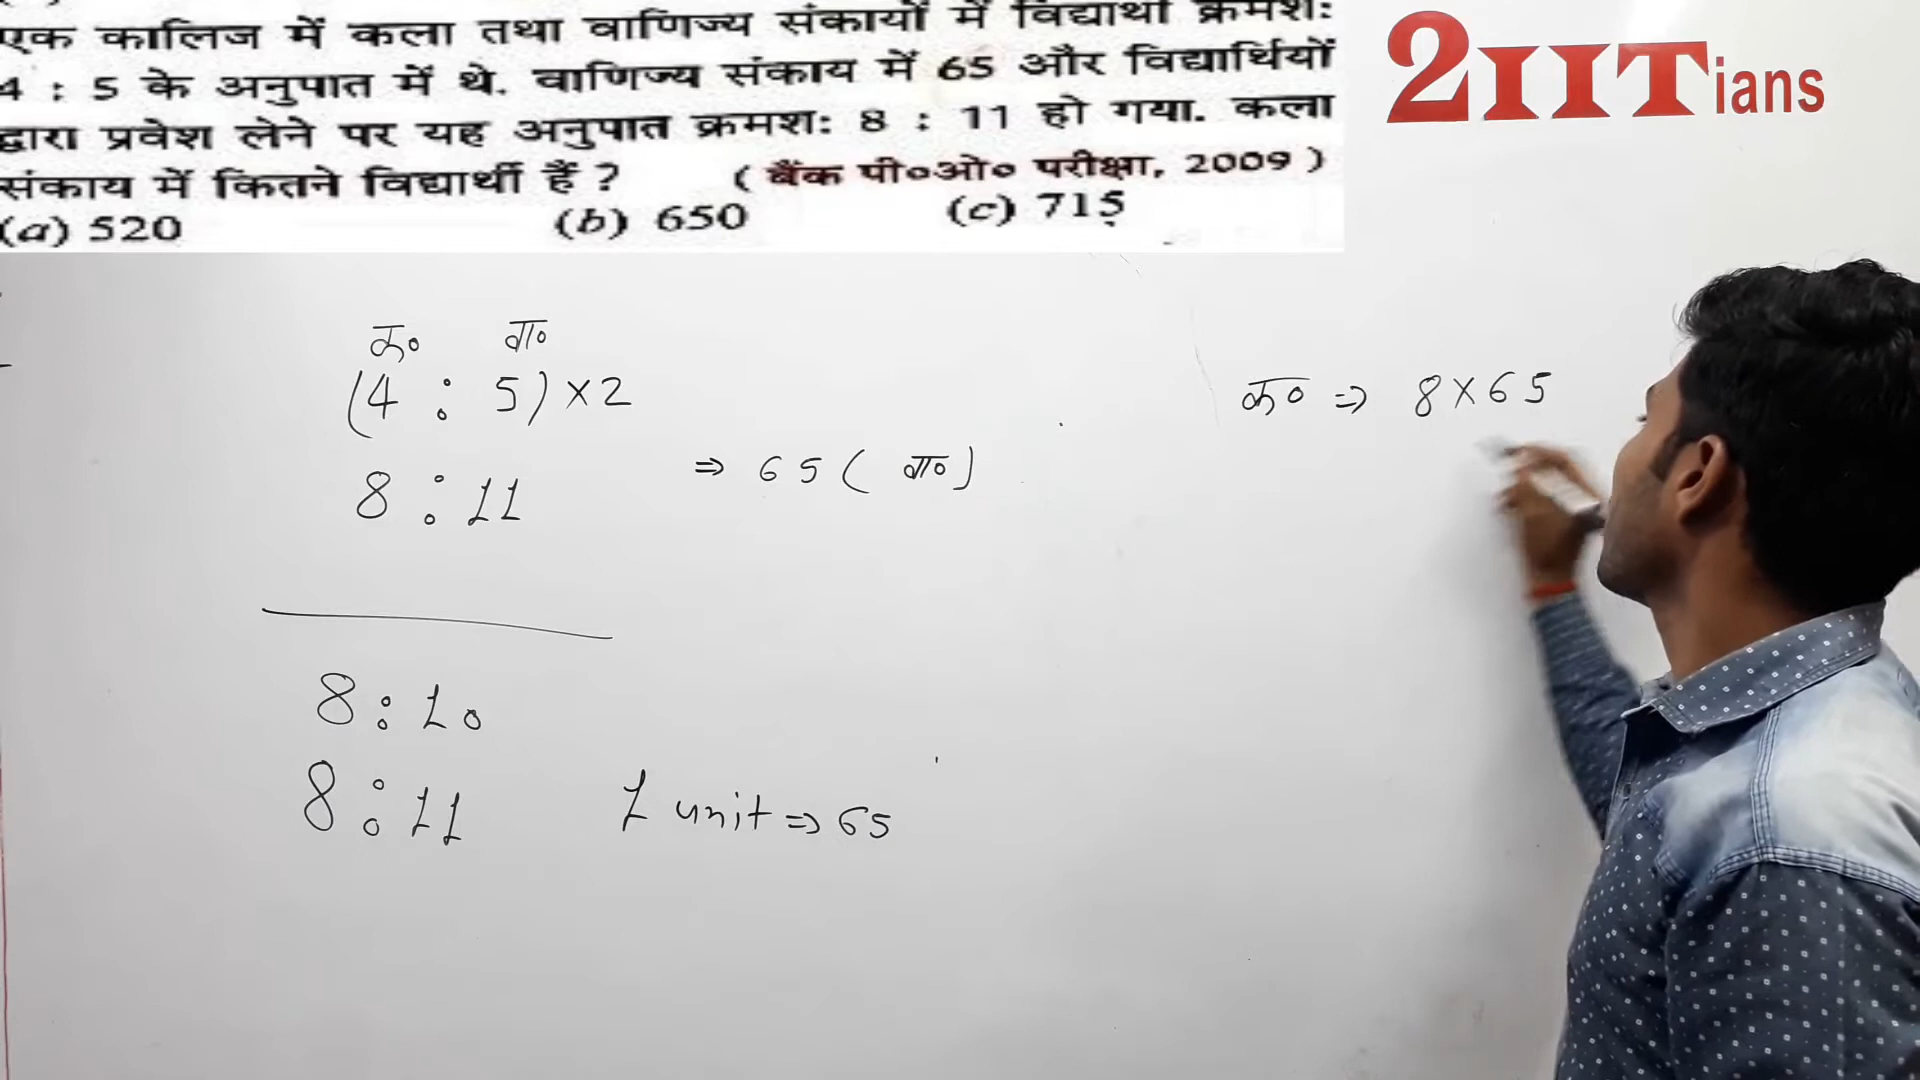 एक कालिज में कला तथा वाणिज्य संकायों में विद्यार्थी क्रमश:
4 : 5 के अनुपात में थे. वाणिज्य संकाय में 65 और विद्यार्थियों
द्वारा प्रवेश लेने पर यह अनुपात क्रमश: 8 : 11 हो गया. कला
संकाय में कितने विद्यार्थी हैं ? ( बैंक पी०ओ० परीक्षा, 2009 )
(a) 520 (b) 650 (c) 715
2IITians
क० वा०
(4 : 5) × 2
8 : 11
⇒ 65 ( वा० )
क० ⇒ 8 × 65
8 : 10
8 : 11
1 unit ⇒ 65